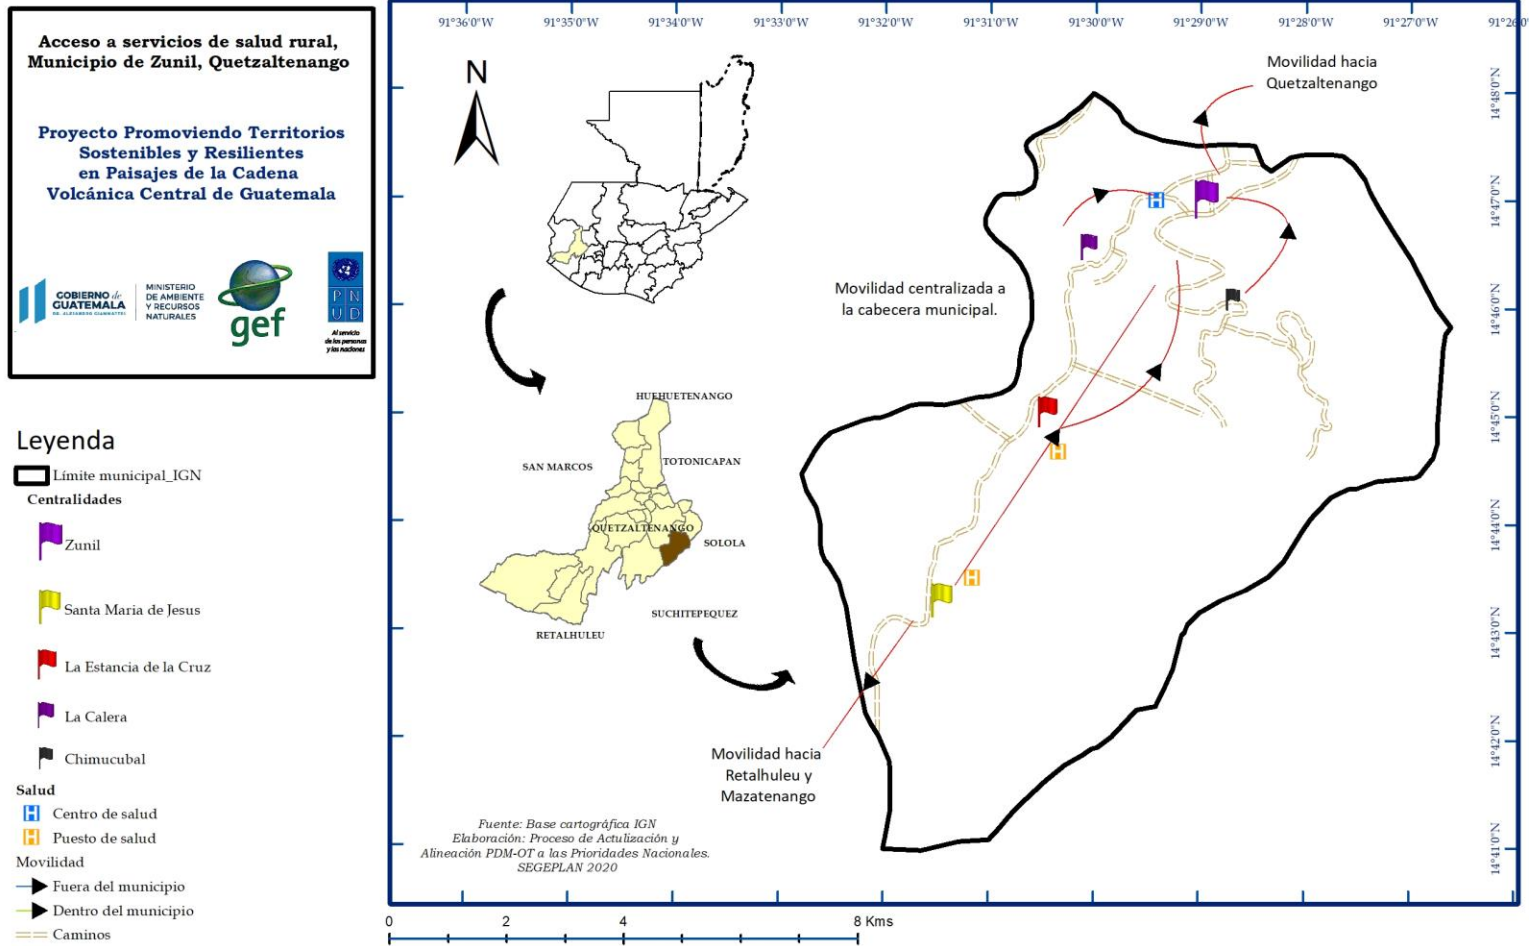 Acceso a servicios de salud rural,
Municipio de Zunil, Quetzaltenango
Proyecto Promoviendo Territorios
Sostenibles y Resilientes
en Paisajes de la Cadena
Volcánica Central de Guatemala
GOBIERNO de
GUATEMALA
DR. ALEJANDRO GIAMMATTEI
MINISTERIO
DE AMBIENTE
Y RECURSOS
NATURALES
gef
P N
U D
Al servicio
de las personas
y las naciones
Leyenda
Límite municipal_IGN
Centralidades
Zunil
Santa Maria de Jesus
La Estancia de la Cruz
La Calera
Chimucubal
Salud
H Centro de salud
H Puesto de salud
Movilidad
Fuera del municipio
Dentro del municipio
Caminos
91°36'0"W 91°35'0"W 91°34'0"W 91°33'0"W 91°32'0"W 91°31'0"W 91°30'0"W 91°29'0"W 91°28'0"W 91°27'0"W 91°26'0"
N
HUEHUETENANGO
SAN MARCOS
TOTONICAPAN
QUETZALTENANGO
SOLOLA
SUCHITEPEQUEZ
RETALHULEU
Movilidad hacia
Quetzaltenango
H
Movilidad centralizada a
la cabecera municipal.
H
H
Movilidad hacia
Retalhuleu y
Mazatenango
14°48'0"N
14°47'0"N
14°46'0"N
14°45'0"N
14°44'0"N
14°43'0"N
14°42'0"N
14°41'0"N
Fuente: Base cartográfica IGN
Elaboración: Proceso de Actulización y
Alineación PDM-OT a las Prioridades Nacionales.
SEGEPLAN 2020
0 2 4 8 Kms